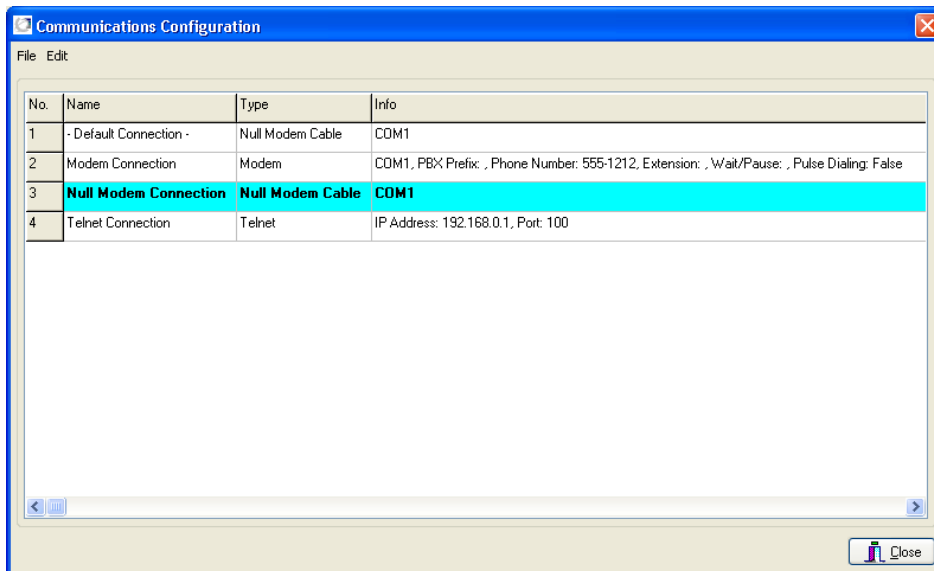 Communications Configuration
File Edit
No. Name Type Info
1 - Default Connection - Null Modem Cable COM1
2 Modem Connection Modem COM1, PBX Prefix: , Phone Number: 555-1212, Extension: , Wait/Pause: , Pulse Dialing: False
3 Null Modem Connection Null Modem Cable COM1
4 Telnet Connection Telnet IP Address: 192.168.0.1, Port: 100
Close